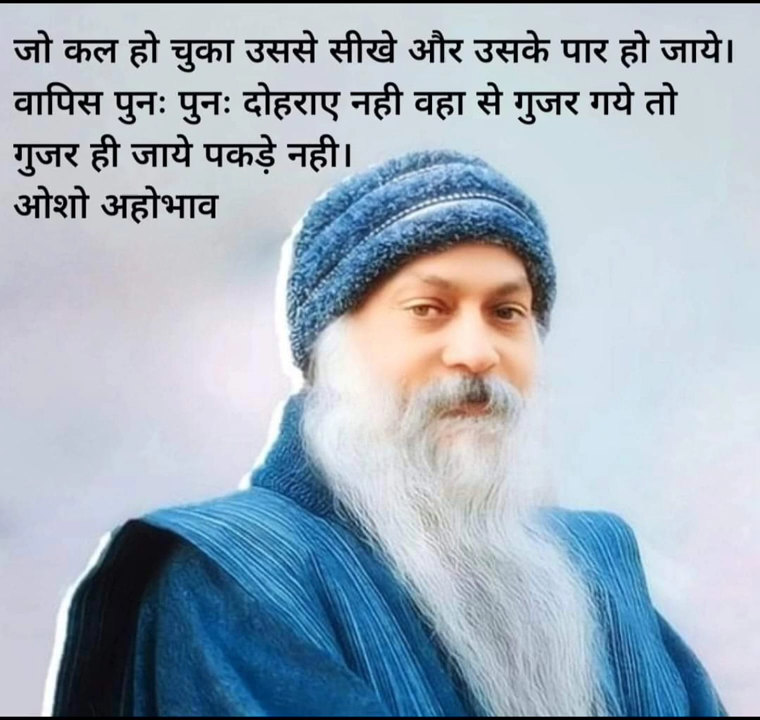 जो कल हो चुका उससे सीखे और उसके पार हो जाये।
वापिस पुनः पुनः दोहराए नही वहा से गुजर गये तो
गुजर ही जाये पकड़े नही।
ओशो अहोभाव